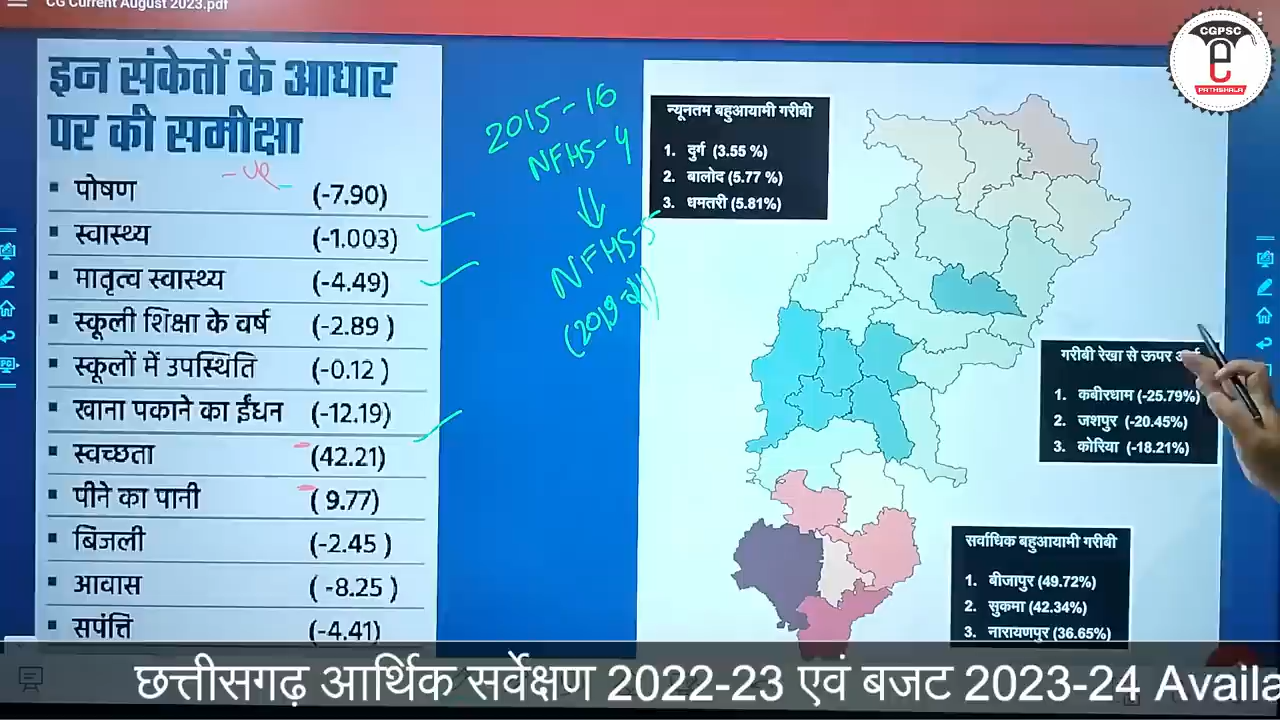 CG Current August 2023.pdf
CGPSC
e
PATHSHALA
इन संकेतों के आधार
पर की समीक्षा
-ve
पोषण (-7.90)
स्वास्थ्य (-1.003)
मातृत्व स्वास्थ्य (-4.49)
स्कूली शिक्षा के वर्ष (-2.89 )
स्कूलों में उपस्थिति (-0.12 )
खाना पकाने का ईंधन (-12.19)
स्वच्छता (42.21)
पीने का पानी ( 9.77)
बिजली (-2.45 )
आवास ( -8.25 )
सपंत्ति (-4.41)
2015-16
NFHS-4
NFHS-5
(2019-21)
न्यूनतम बहुआयामी गरीबी
1. दुर्ग (3.55 %)
2. बालोद (5.77 %)
3. धमतरी (5.81%)
गरीबी रेखा से ऊपर
1. कबीरधाम (-25.79%)
2. जशपुर (-20.45%)
3. कोरिया (-18.21%)
सर्वाधिक बहुआयामी गरीबी
1. बीजापुर (49.72%)
2. सुकमा (42.34%)
3. नारायणपुर (36.65%)
छत्तीसगढ़ आर्थिक सर्वेक्षण 2022-23 एवं बजट 2023-24 Availa